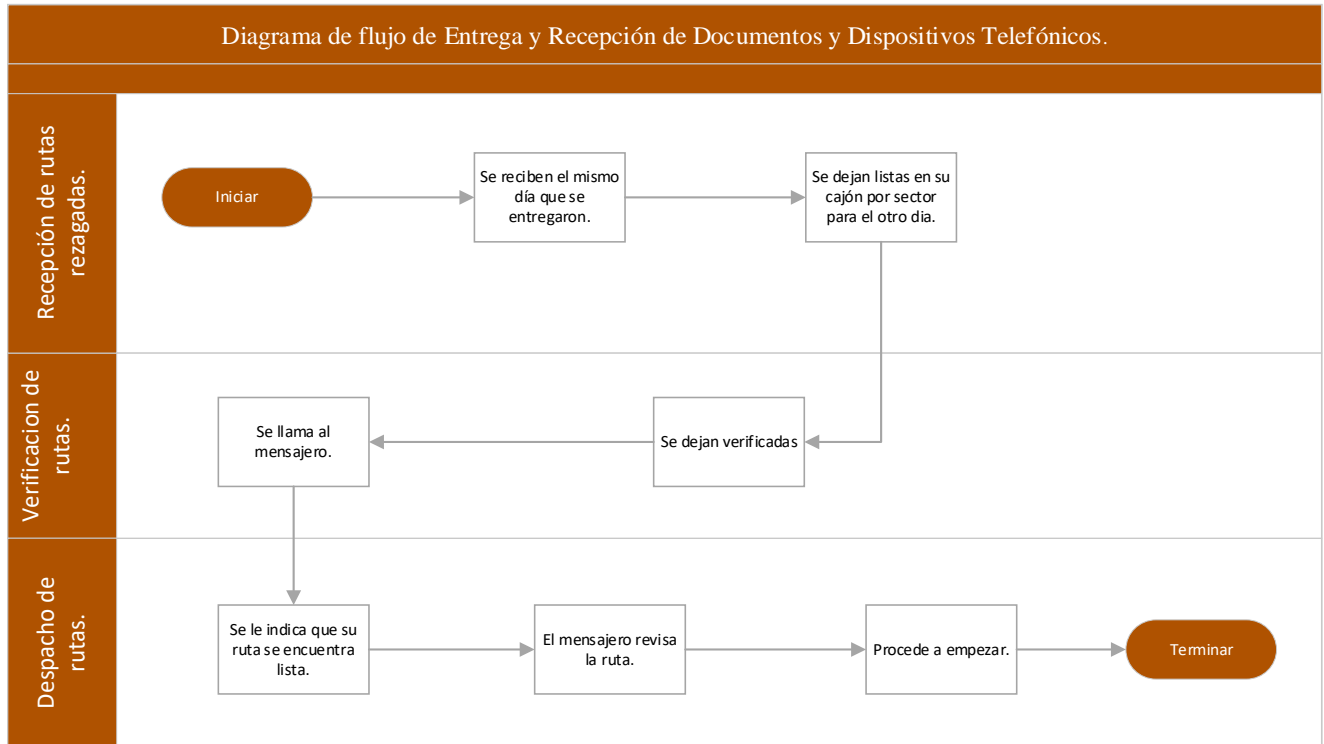 Diagrama de flujo de Entrega y Recepción de Documentos y Dispositivos Telefónicos.
Recepción de rutas
rezagadas.
Iniciar
Se reciben el mismo
día que se
entregaron.
Se dejan listas en su
cajón por sector
para el otro dia.
Verificacion de
rutas.
Se llama al
mensajero.
Se dejan verificadas
Despacho de
rutas.
Se le indica que su
ruta se encuentra
lista.
El mensajero revisa
la ruta.
Procede a empezar.
Terminar